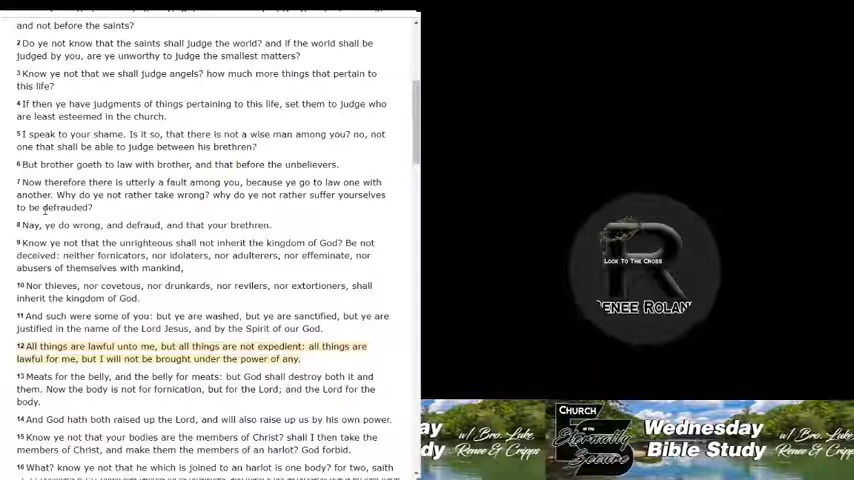 and not before the saints?
2 Do ye not know that the saints shall judge the world? and if the world shall be
judged by you, are ye unworthy to judge the smallest matters?
3 Know ye not that we shall judge angels? how much more things that pertain to
this life?
4 If then ye have judgments of things pertaining to this life, set them to judge who
are least esteemed in the church.
5 I speak to your shame. Is it so, that there is not a wise man among you? no, not
one that shall be able to judge between his brethren?
6 But brother goeth to law with brother, and that before the unbelievers.
7 Now therefore there is utterly a fault among you, because ye go to law one with
another. Why do ye not rather take wrong? why do ye not rather suffer yourselves
to be defrauded?
8 Nay, ye do wrong, and defraud, and that your brethren.
9 Know ye not that the unrighteous shall not inherit the kingdom of God? Be not
deceived: neither fornicators, nor idolaters, nor adulterers, nor effeminate, nor
abusers of themselves with mankind,
10 Nor thieves, nor covetous, nor drunkards, nor revilers, nor extortioners, shall
inherit the kingdom of God.
11 And such were some of you: but ye are washed, but ye are sanctified, but ye are
justified in the name of the Lord Jesus, and by the Spirit of our God.
12 All things are lawful unto me, but all things are not expedient: all things are
lawful for me, but I will not be brought under the power of any.
13 Meats for the belly, and the belly for meats: but God shall destroy both it and
them. Now the body is not for fornication, but for the Lord; and the Lord for the
body.
14 And God hath both raised up the Lord, and will also raise up us by his own power.
15 Know ye not that your bodies are the members of Christ? shall I then take the
members of Christ, and make them the members of an harlot? God forbid.
16 What? know ye not that he which is joined to an harlot is one body? for two, saith
R
LOOK TO THE CROSS
RENEE ROLAN
ay
dy
w/ Bro. Luke,
Renee & Cripps
CHURCH
OF THE
Eternally
Secure
Wednesday
Bible Study
w/ Bro. Luke,
Renee & Cripps